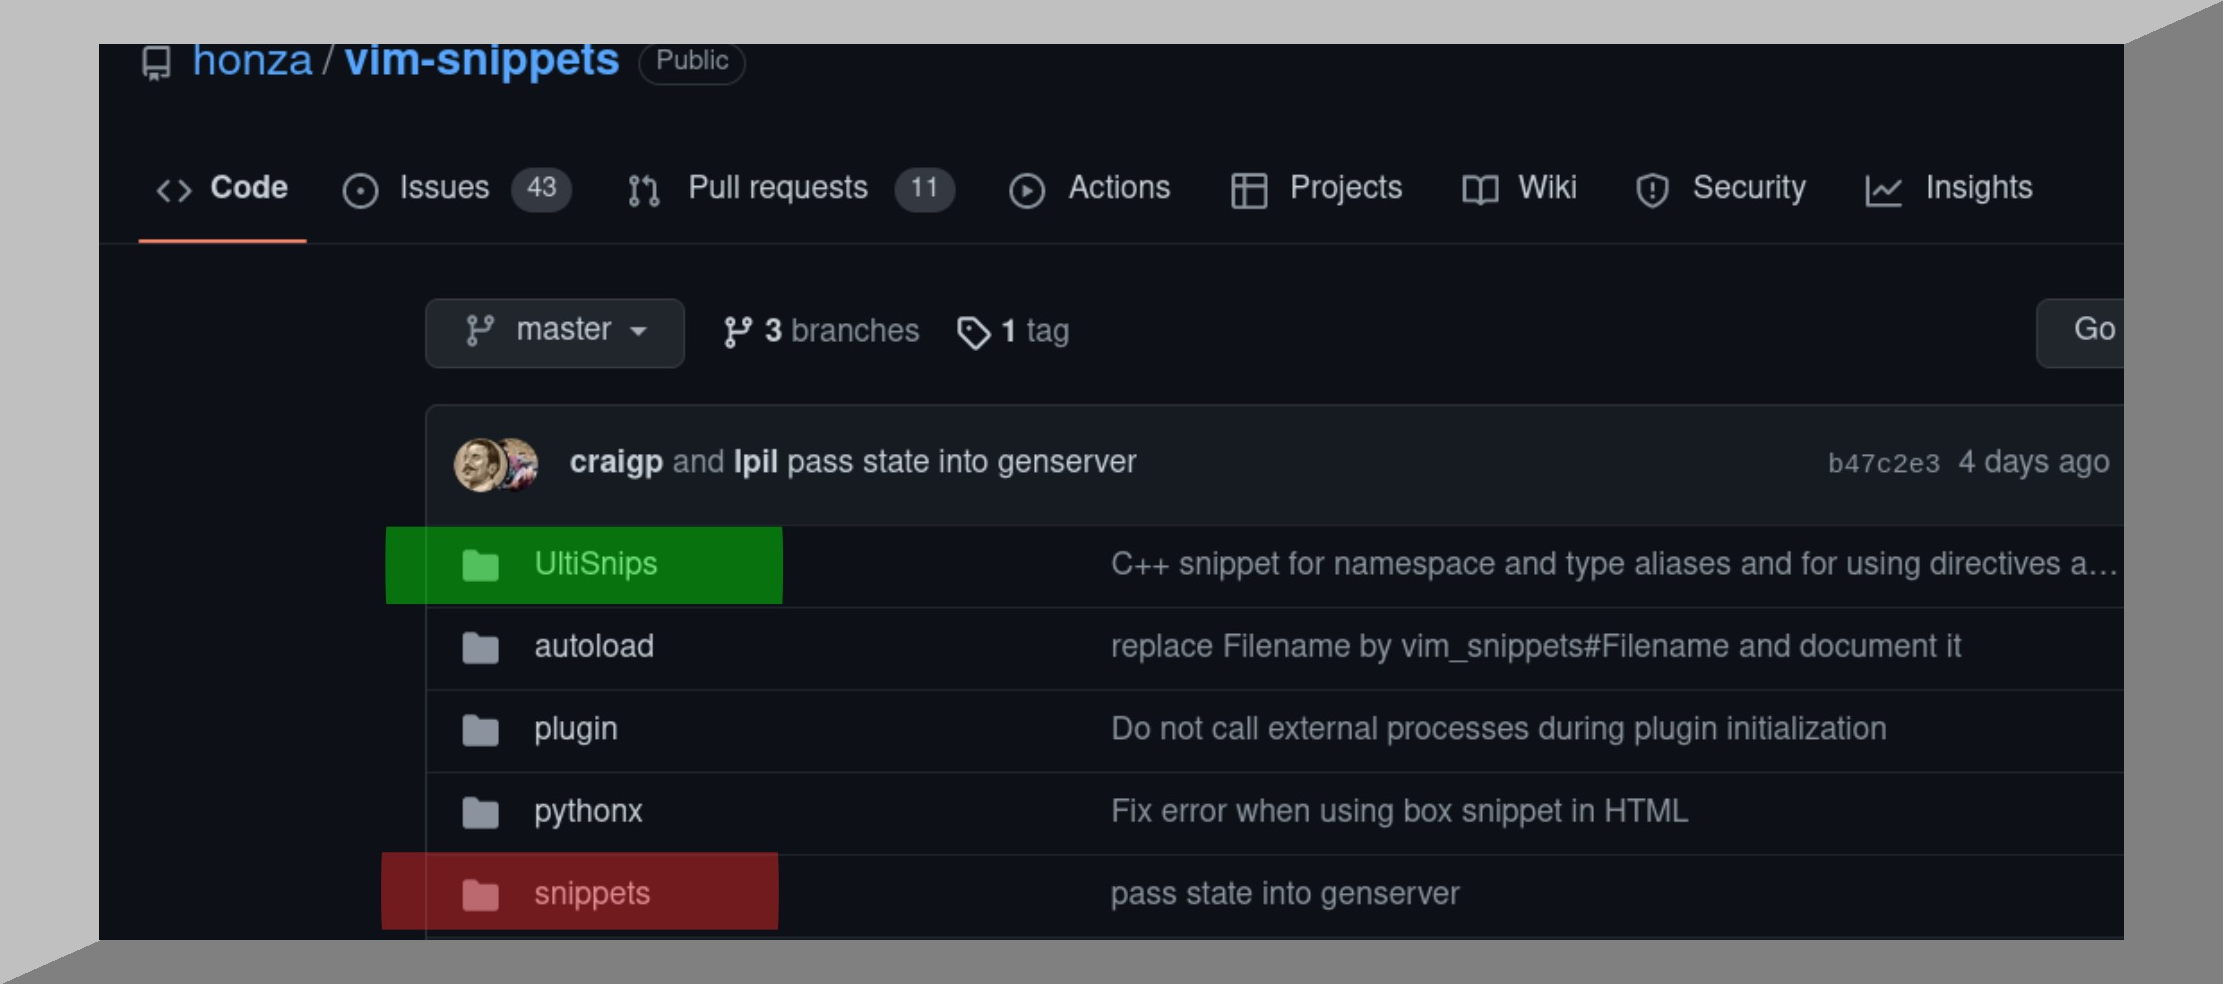 honza / vim-snippets Public
Code Issues 43 Pull requests 11 Actions Projects Wiki Security Insights
master 3 branches 1 tag Go
craigp and lpil pass state into genserver b47c2e3 4 days ago
UltiSnips C++ snippet for namespace and type aliases and for using directives a…
autoload replace Filename by vim_snippets#Filename and document it
plugin Do not call external processes during plugin initialization
pythonx Fix error when using box snippet in HTML
snippets pass state into genserver